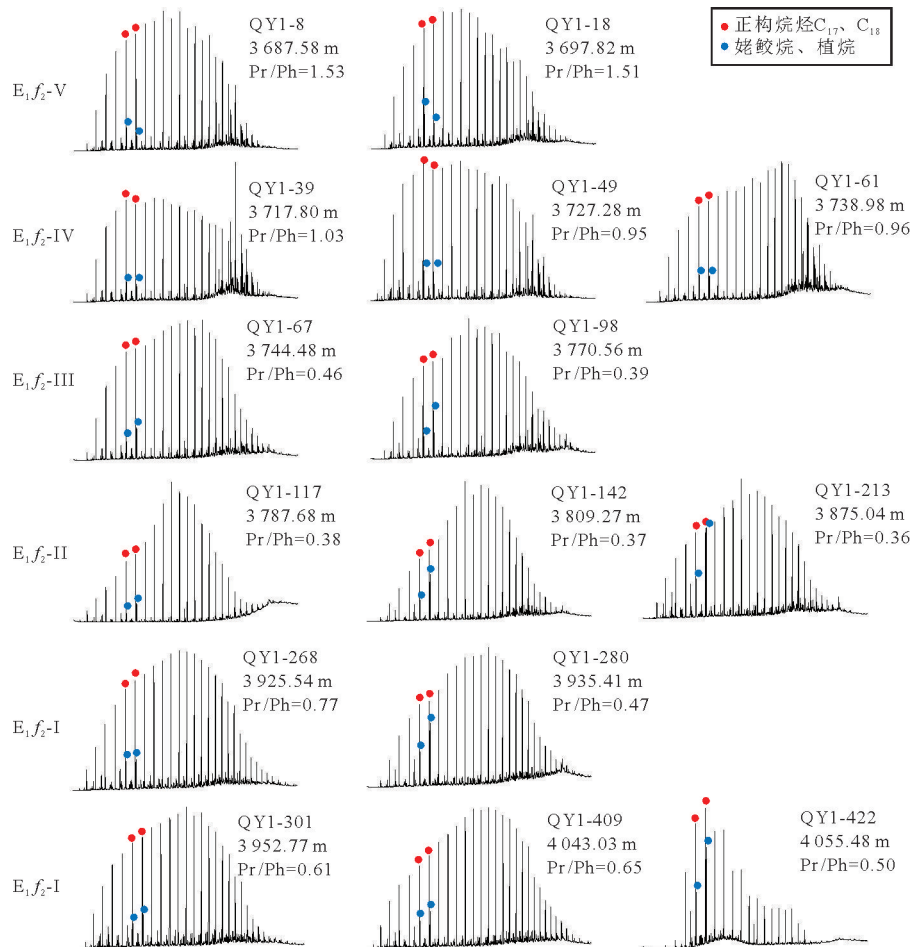 正构烷烃C₁₇、C₁₈
姥鲛烷、植烷
E₁f₂-V
QY1-8
3 687.58 m
Pr/Ph=1.53
QY1-18
3 697.82 m
Pr/Ph=1.51
E₁f₂-IV
QY1-39
3 717.80 m
Pr/Ph=1.03
QY1-49
3 727.28 m
Pr/Ph=0.95
QY1-61
3 738.98 m
Pr/Ph=0.96
E₁f₂-III
QY1-67
3 744.48 m
Pr/Ph=0.46
QY1-98
3 770.56 m
Pr/Ph=0.39
E₁f₂-II
QY1-117
3 787.68 m
Pr/Ph=0.38
QY1-142
3 809.27 m
Pr/Ph=0.37
QY1-213
3 875.04 m
Pr/Ph=0.36
E₁f₂-I
QY1-268
3 925.54 m
Pr/Ph=0.77
QY1-280
3 935.41 m
Pr/Ph=0.47
E₁f₂-I
QY1-301
3 952.77 m
Pr/Ph=0.61
QY1-409
4 043.03 m
Pr/Ph=0.65
QY1-422
4 055.48 m
Pr/Ph=0.50